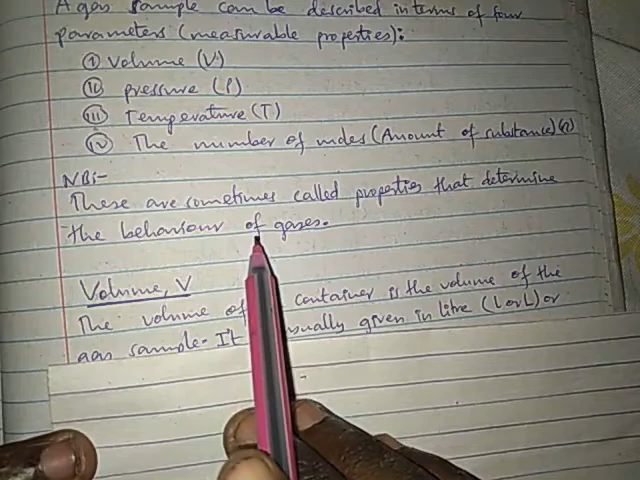 A gas sample can be described interms of four
parameters (measurable properties):
(i) Volume (V)
(ii) pressure (P)
(iii) Temperature (T)
(iv) The number of moles (Amount of substance) (n)
NB:-
These are sometimes called properties that determine
the behaviour of gases.
Volume, V
The volume of container is the volume of the
gas sample. It usually given in litre (l or L) or